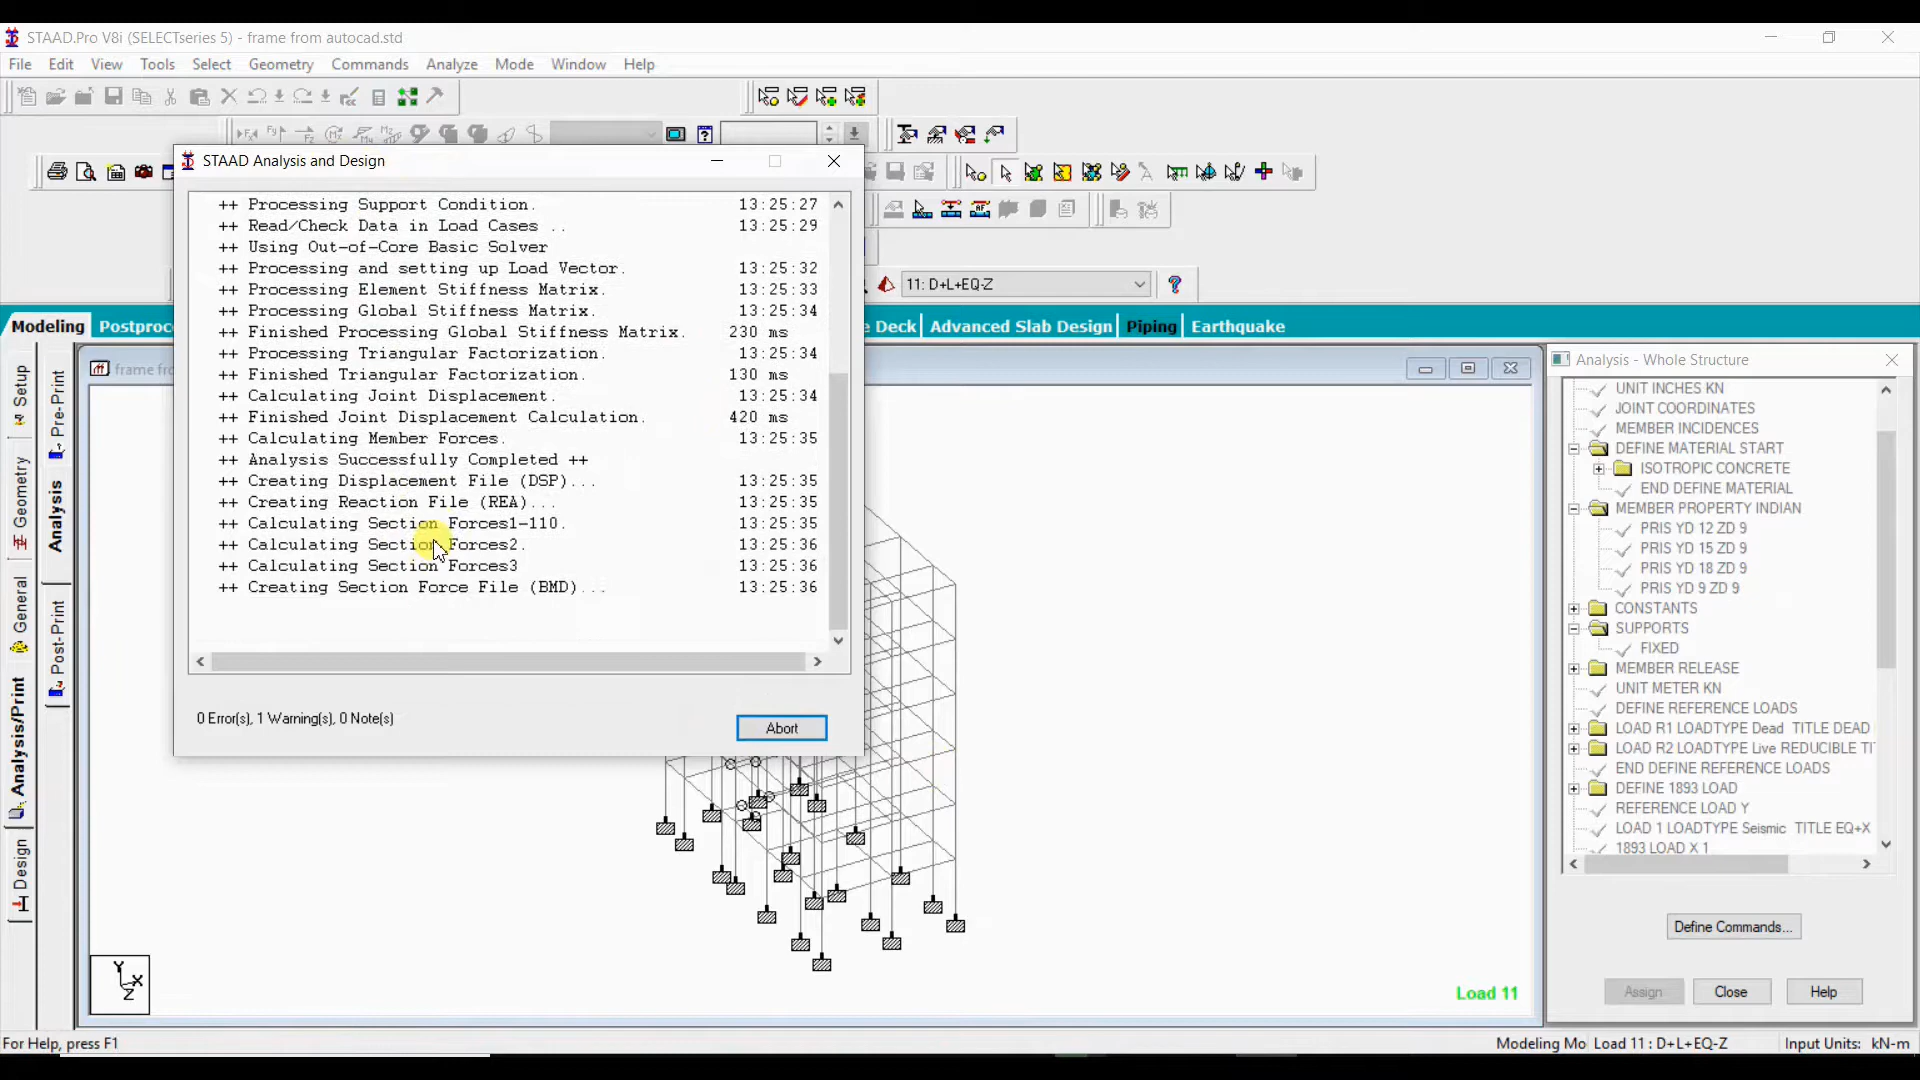 STAAD.Pro V8i (SELECTseries 5) - frame from autocad.std
File Edit View Tools Select Geometry Commands Analyze Mode Window Help
11: D+L+EQ-Z
Modeling
Deck
Advanced Slab Design
Piping
Earthquake
STAAD Analysis and Design
++ Processing Support Condition. 13:25:27
++ Read/Check Data in Load Cases .. 13:25:29
++ Using Out-of-Core Basic Solver
++ Processing and setting up Load Vector. 13:25:32
++ Processing Element Stiffness Matrix. 13:25:33
++ Processing Global Stiffness Matrix. 13:25:34
++ Finished Processing Global Stiffness Matrix. 230 ms
++ Processing Triangular Factorization. 13:25:34
++ Finished Triangular Factorization. 130 ms
++ Calculating Joint Displacement. 13:25:34
++ Finished Joint Displacement Calculation. 420 ms
++ Calculating Member Forces. 13:25:35
++ Analysis Successfully Completed ++
++ Creating Displacement File (DSP)... 13:25:35
++ Creating Reaction File (REA)... 13:25:35
++ Calculating Section Forces1-110. 13:25:35
++ Calculating Section Forces2. 13:25:36
++ Calculating Section Forces3 13:25:36
++ Creating Section Force File (BMD)... 13:25:36
0 Error(s), 1 Warning(s), 0 Note(s)
Abort
Setup
Geometry
General
Analysis/Print
Design
Pre-Print
Analysis
Post-Print
Analysis - Whole Structure
UNIT INCHES KN
JOINT COORDINATES
MEMBER INCIDENCES
DEFINE MATERIAL START
ISOTROPIC CONCRETE
END DEFINE MATERIAL
MEMBER PROPERTY INDIAN
PRIS YD 12 ZD 9
PRIS YD 15 ZD 9
PRIS YD 18 ZD 9
PRIS YD 9 ZD 9
CONSTANTS
SUPPORTS
FIXED
MEMBER RELEASE
UNIT METER KN
DEFINE REFERENCE LOADS
LOAD R1 LOADTYPE Dead TITLE DEAD
LOAD R2 LOADTYPE Live REDUCIBLE TI
END DEFINE REFERENCE LOADS
DEFINE 1893 LOAD
REFERENCE LOAD Y
LOAD 1 LOADTYPE Seismic TITLE EQ+X
1893 LOAD X 1
Define Commands...
Assign Close Help
Y
X
Z
Load 11
For Help, press F1
Modeling Mo Load 11 : D+L+EQ-Z Input Units: kN-m